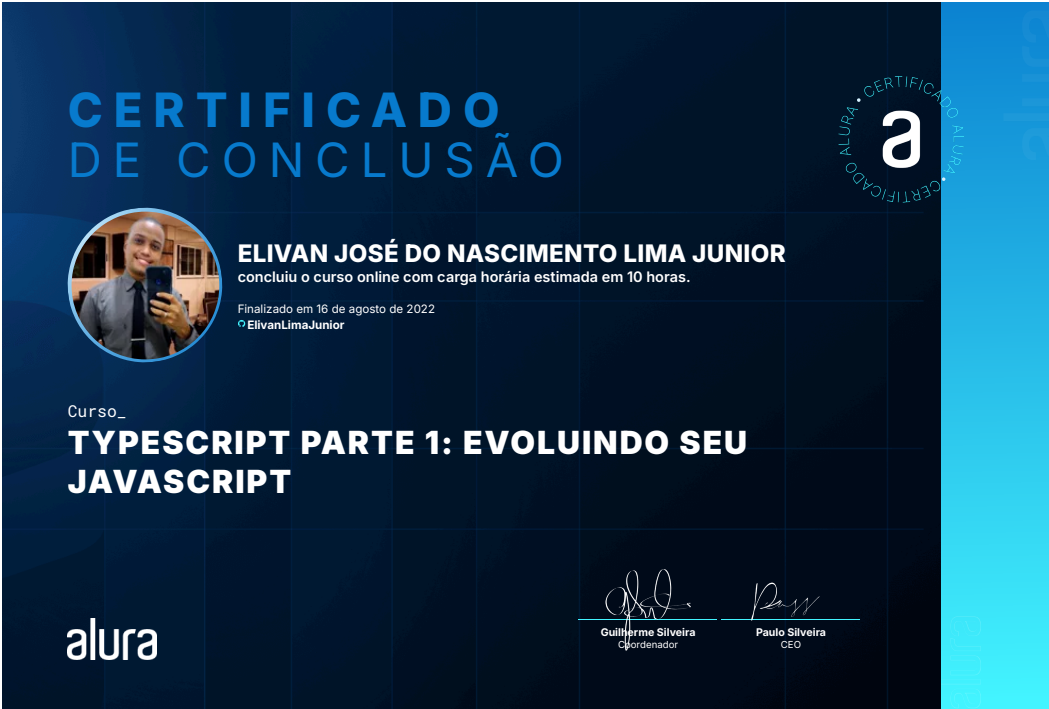 CERTIFICADO
DE CONCLUSÃO
CERTIFICADO ALURA • CERTIFICADO ALURA •
a
ELIVAN JOSÉ DO NASCIMENTO LIMA JUNIOR
concluiu o curso online com carga horária estimada em 10 horas.
Finalizado em 16 de agosto de 2022
ElivanLimaJunior
Curso_
TYPESCRIPT PARTE 1: EVOLUINDO SEU
JAVASCRIPT
alura
Guilherme Silveira
Coordenador
Paulo Silveira
CEO
alura
alura